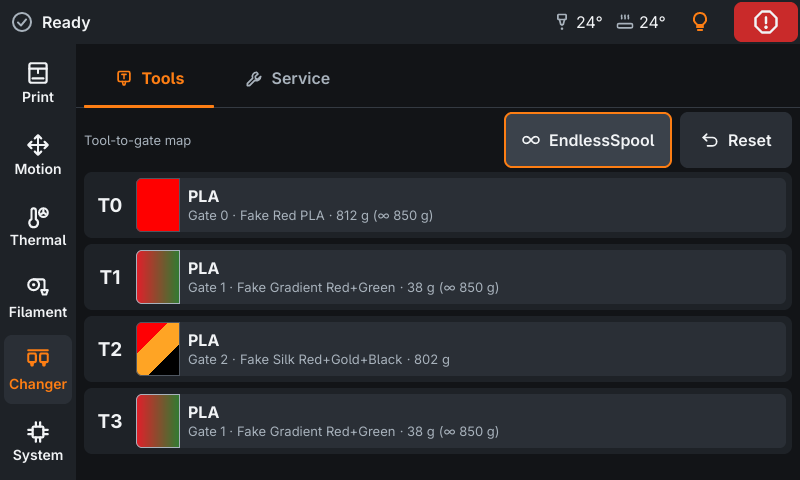 Ready
24°
24°
Print
Motion
Thermal
Filament
Changer
System
Tools
Service
Tool-to-gate map
EndlessSpool
Reset
T0
PLA
Gate 0 · Fake Red PLA · 812 g (∞ 850 g)
T1
PLA
Gate 1 · Fake Gradient Red+Green · 38 g (∞ 850 g)
T2
PLA
Gate 2 · Fake Silk Red+Gold+Black · 802 g
T3
PLA
Gate 1 · Fake Gradient Red+Green · 38 g (∞ 850 g)